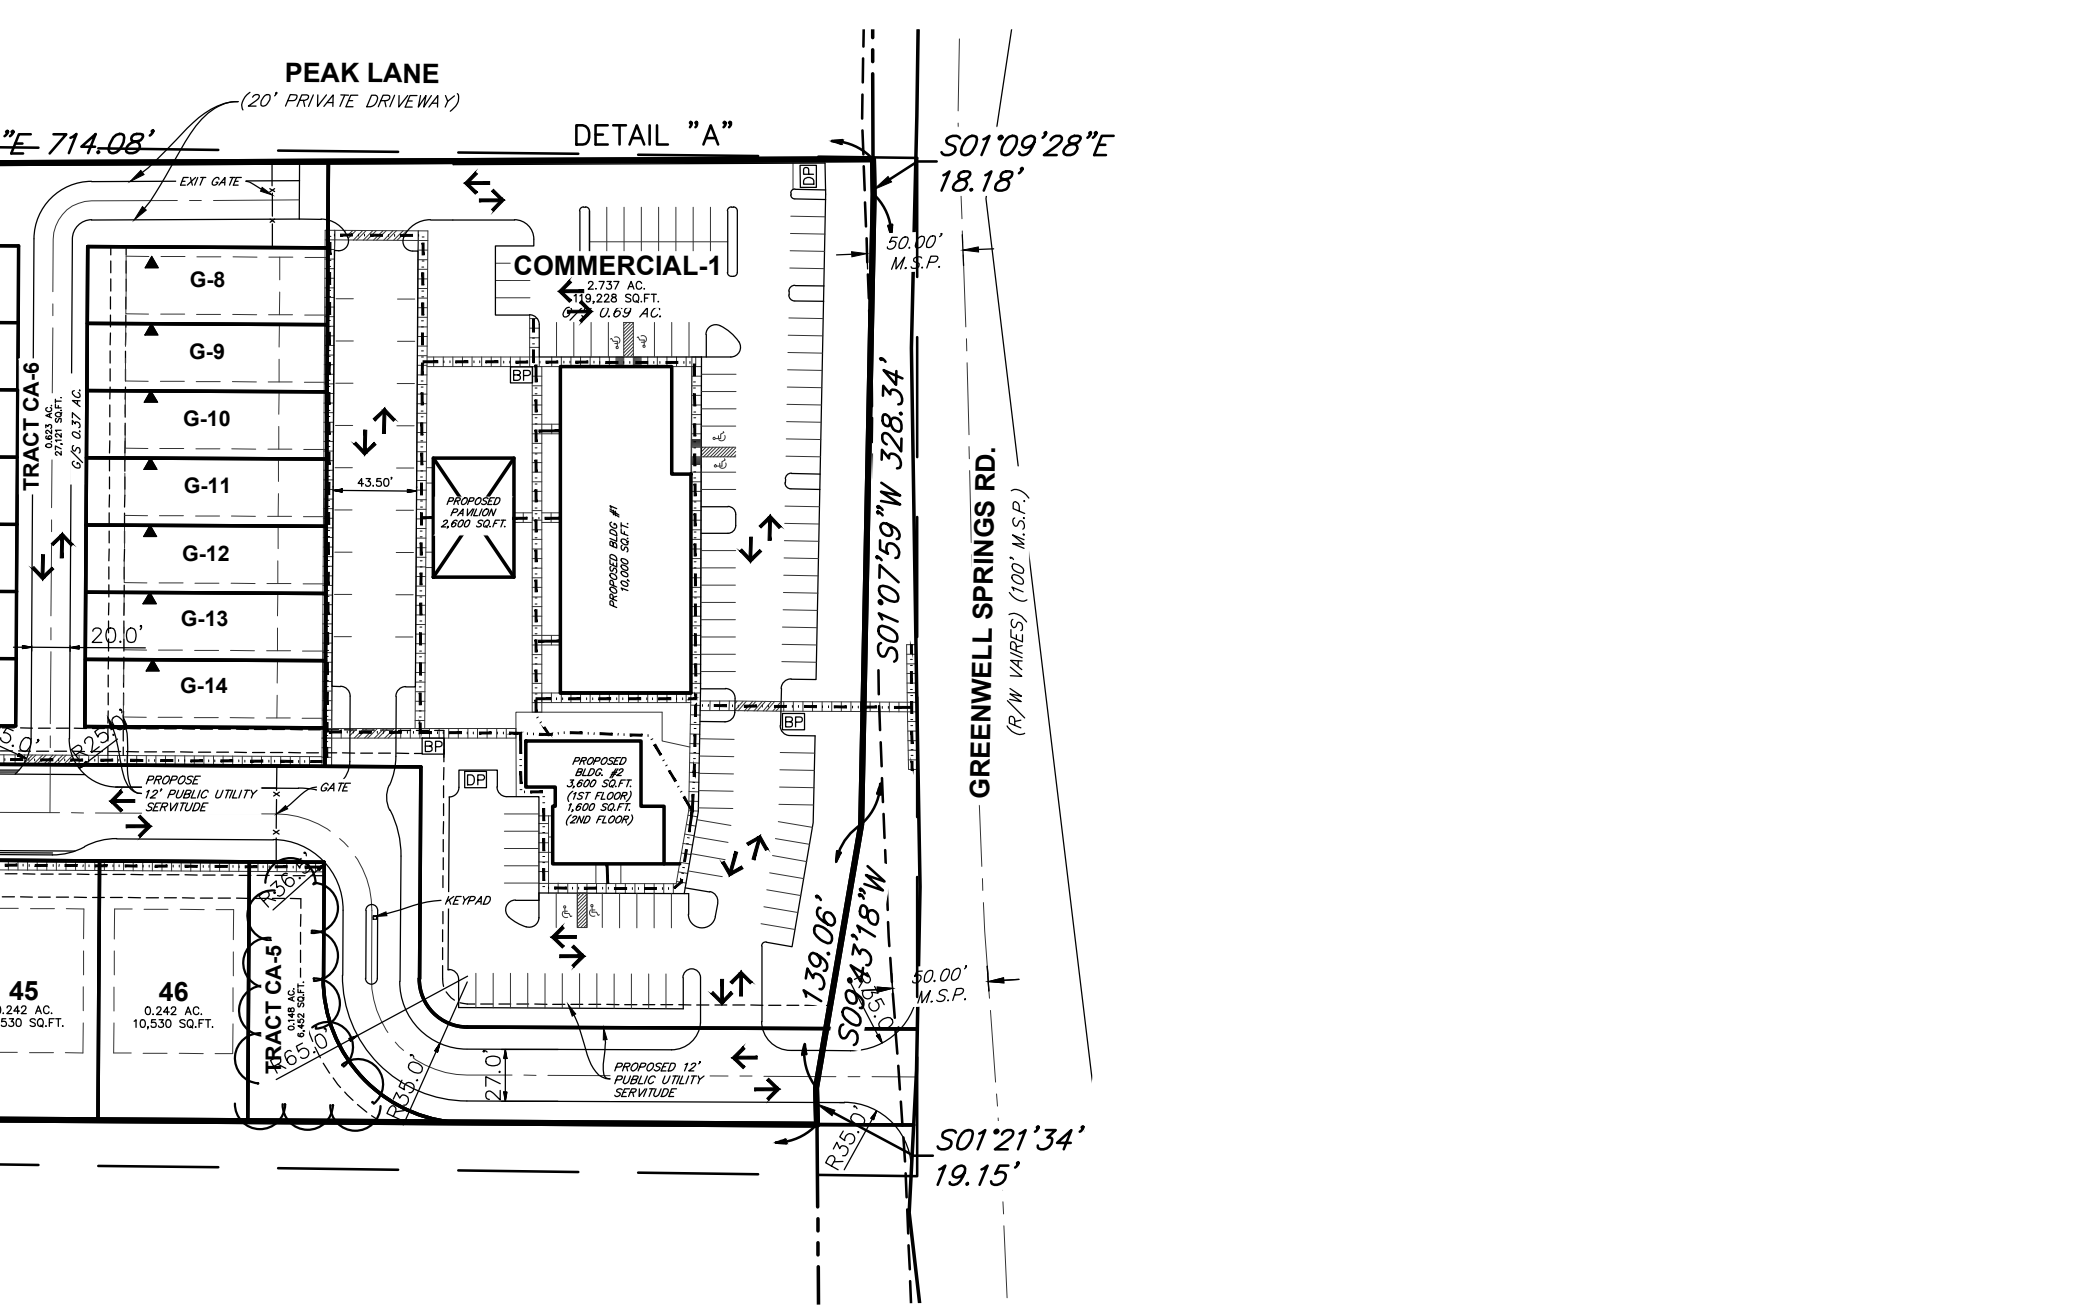 PEAK LANE
(20' PRIVATE DRIVEWAY)
"E 714.08'
DETAIL "A"
S01°09'28"E
18.18'
EXIT GATE
DP
50.00'
M.S.P.
COMMERCIAL-1
2.737 AC.
119,228 SQ.FT.
G/S 0.69 AC.
G-8
G-9
G-10
G-11
G-12
G-13
G-14
TRACT CA-6
0.623 AC.
27,121 SQ.FT.
G/S 0.37 AC.
BP
43.50'
PROPOSED
PAVILION
2,600 SQ.FT.
PROPOSED BLDG #1
10,000 SQ.FT.
S01°07'59"W 328.34'
GREENWELL SPRINGS RD.
(R/W VAIRES) (100' M.S.P.)
20.0'
5.0'
R25.0'
BP
BP
PROPOSE
12' PUBLIC UTILITY
SERVITUDE
GATE
DP
PROPOSED
BLDG. #2
3,600 SQ.FT.
(1ST FLOOR)
1,600 SQ.FT.
(2ND FLOOR)
KEYPAD
139.06'
S09°43'18"W
50.00'
M.S.P.
45
0.242 AC.
,530 SQ.FT.
46
0.242 AC.
10,530 SQ.FT.
TRACT CA-5
0.148 AC.
6,452 SQ.FT.
R35.0'
27.0'
PROPOSED 12'
PUBLIC UTILITY
SERVITUDE
R35.0'
S01°21'34'
19.15'